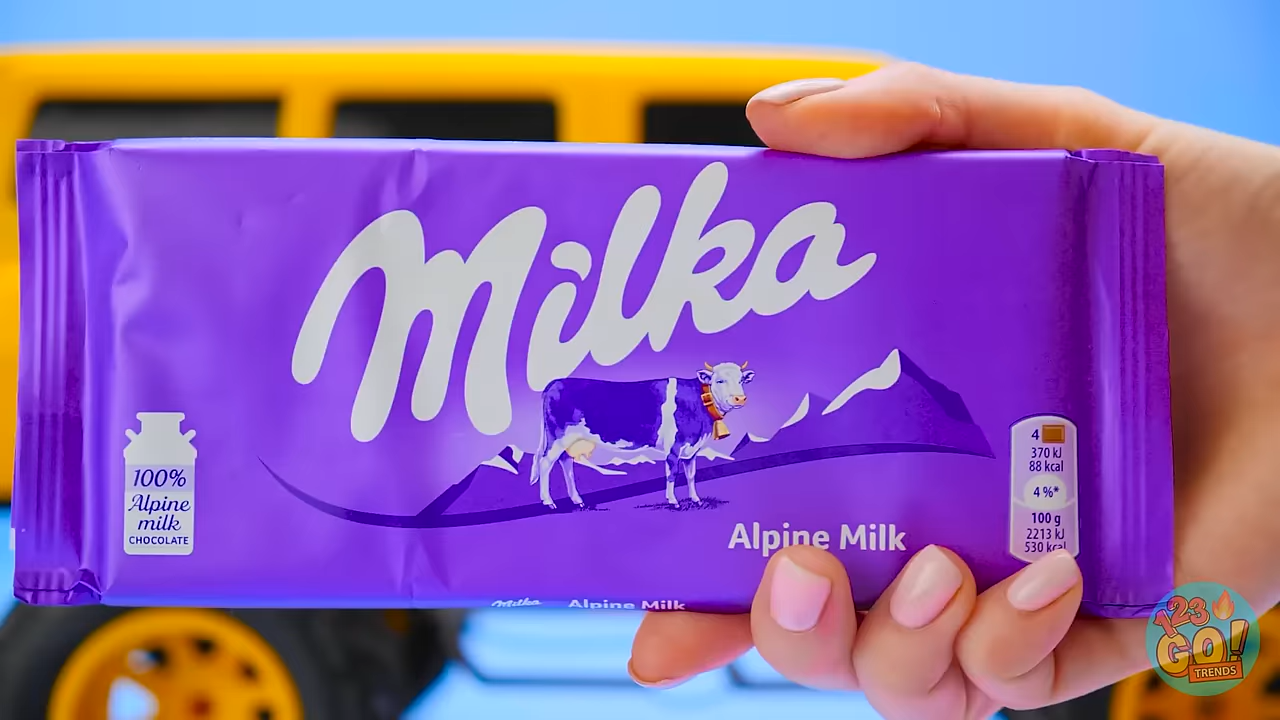 Milka
100%
Alpine
milk
CHOCOLATE
Alpine Milk
4
370 kJ
88 kcal
4 %*
100 g
2213 kJ
530 kcal
Milka Alpine Milk
123
GO!
TRENDS